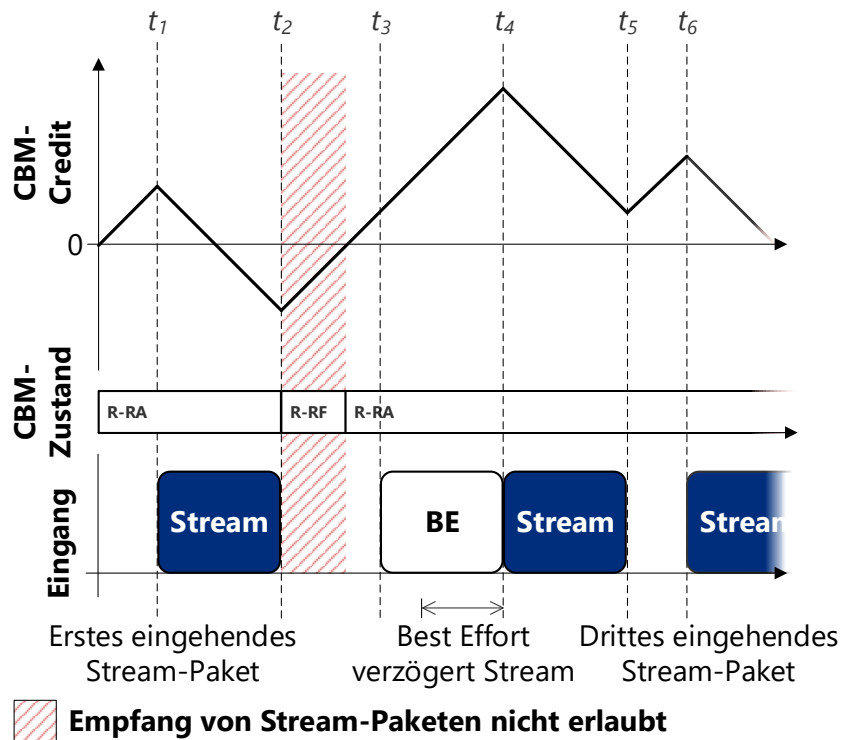 t1 t2 t3 t4 t5 t6
CBM-
Credit
0
CBM-
Zustand
R-RA R-RF R-RA
Eingang
Stream BE Stream Stream
Erstes eingehendes
Stream-Paket
Best Effort
verzögert Stream
Drittes eingehendes
Stream-Paket
Empfang von Stream-Paketen nicht erlaubt